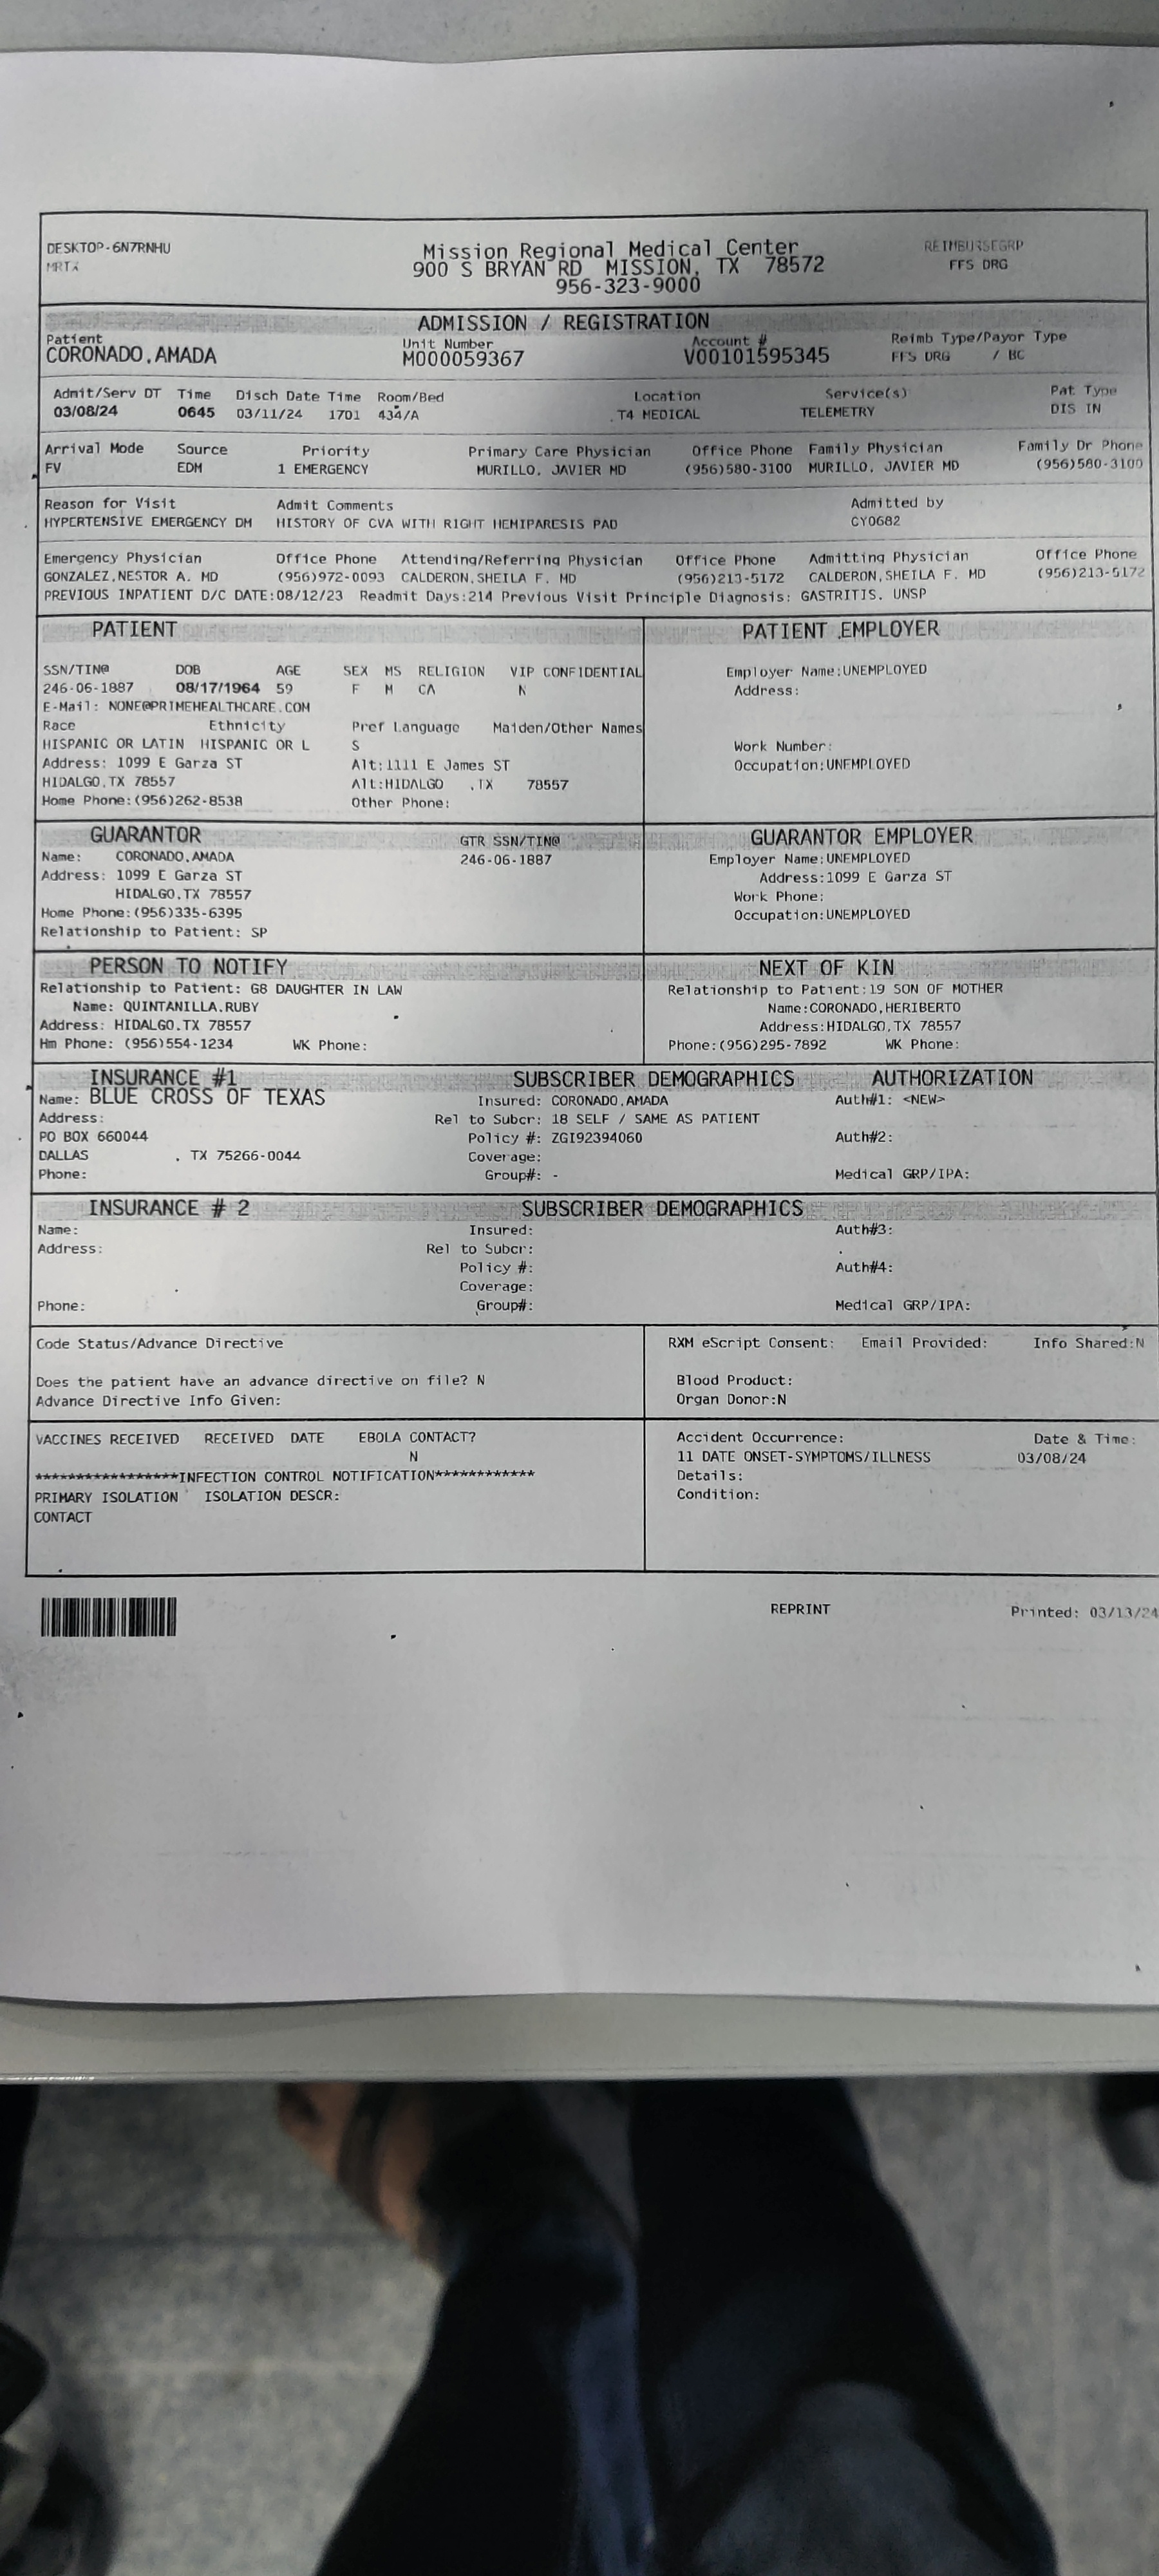 DESKTOP-6N7RNHU
Mission Regional Medical Center
REIMBURSEGRP
MRTX
900 S BRYAN RD MISSION, TX 78572
FFS DRG
956-323-9000
ADMISSION / REGISTRATION
Patient Unit Number Account # Reimb Type/Payor Type
CORONADO,AMADA M000059367 V00101595345 FFS DRG / BC
Admit/Serv DT Time Disch Date Time Room/Bed Location Service(s) Pat Type
03/08/24 0645 03/11/24 1701 434/A T4 MEDICAL TELEMETRY DIS IN
Arrival Mode Source Priority Primary Care Physician Office Phone Family Physician Family Dr Phone
FV EDM 1 EMERGENCY MURILLO, JAVIER MD (956)580-3100 MURILLO, JAVIER MD (956)580-3100
Reason for Visit Admit Comments Admitted by
HYPERTENSIVE EMERGENCY DM HISTORY OF CVA WITH RIGHT HEMIPARESIS PAD CY0682
Emergency Physician Office Phone Attending/Referring Physician Office Phone Admitting Physician Office Phone
GONZALEZ,NESTOR A. MD (956)972-0093 CALDERON,SHEILA F. MD (956)213-5172 CALDERON,SHEILA F. MD (956)213-5172
PREVIOUS INPATIENT D/C DATE:08/12/23 Readmit Days:214 Previous Visit Principle Diagnosis: GASTRITIS, UNSP
PATIENT PATIENT EMPLOYER
SSN/TIN@ DOB AGE SEX MS RELIGION VIP CONFIDENTIAL Employer Name:UNEMPLOYED
246-06-1887 08/17/1964 59 F M CA N Address:
E-Mail: NONE@PRIMEHEALTHCARE.COM
Race Ethnicity Pref Language Maiden/Other Names
HISPANIC OR LATIN HISPANIC OR L S Work Number:
Address: 1099 E Garza ST Alt:1111 E James ST Occupation:UNEMPLOYED
HIDALGO,TX 78557 Alt:HIDALGO ,TX 78557
Home Phone:(956)262-8538 Other Phone:
GUARANTOR GTR SSN/TIN@ GUARANTOR EMPLOYER
Name: CORONADO,AMADA 246-06-1887 Employer Name:UNEMPLOYED
Address: 1099 E Garza ST Address:1099 E Garza ST
HIDALGO,TX 78557 Work Phone:
Home Phone:(956)335-6395 Occupation:UNEMPLOYED
Relationship to Patient: SP
PERSON TO NOTIFY NEXT OF KIN
Relationship to Patient: G8 DAUGHTER IN LAW Relationship to Patient:19 SON OF MOTHER
Name: QUINTANILLA,RUBY Name:CORONADO,HERIBERTO
Address: HIDALGO,TX 78557 Address:HIDALGO,TX 78557
Hm Phone: (956)554-1234 WK Phone: Phone:(956)295-7892 WK Phone:
INSURANCE #1 SUBSCRIBER DEMOGRAPHICS AUTHORIZATION
Name: BLUE CROSS OF TEXAS Insured: CORONADO,AMADA Auth#1: <NEW>
Address: Rel to Subcr: 18 SELF / SAME AS PATIENT
PO BOX 660044 Policy #: ZGI92394060 Auth#2:
DALLAS , TX 75266-0044 Coverage:
Phone: Group#: - Medical GRP/IPA:
INSURANCE # 2 SUBSCRIBER DEMOGRAPHICS
Name: Insured: Auth#3:
Address: Rel to Subcr:
Policy #: Auth#4:
Coverage:
Phone: Group#: Medical GRP/IPA:
Code Status/Advance Directive RXM eScript Consent: Email Provided: Info Shared:N
Does the patient have an advance directive on file? N Blood Product:
Advance Directive Info Given: Organ Donor:N
VACCINES RECEIVED RECEIVED DATE EBOLA CONTACT? Accident Occurrence: Date & Time:
N 11 DATE ONSET-SYMPTOMS/ILLNESS 03/08/24
*****************INFECTION CONTROL NOTIFICATION************ Details:
PRIMARY ISOLATION ISOLATION DESCR: Condition:
CONTACT
REPRINT Printed: 03/13/24